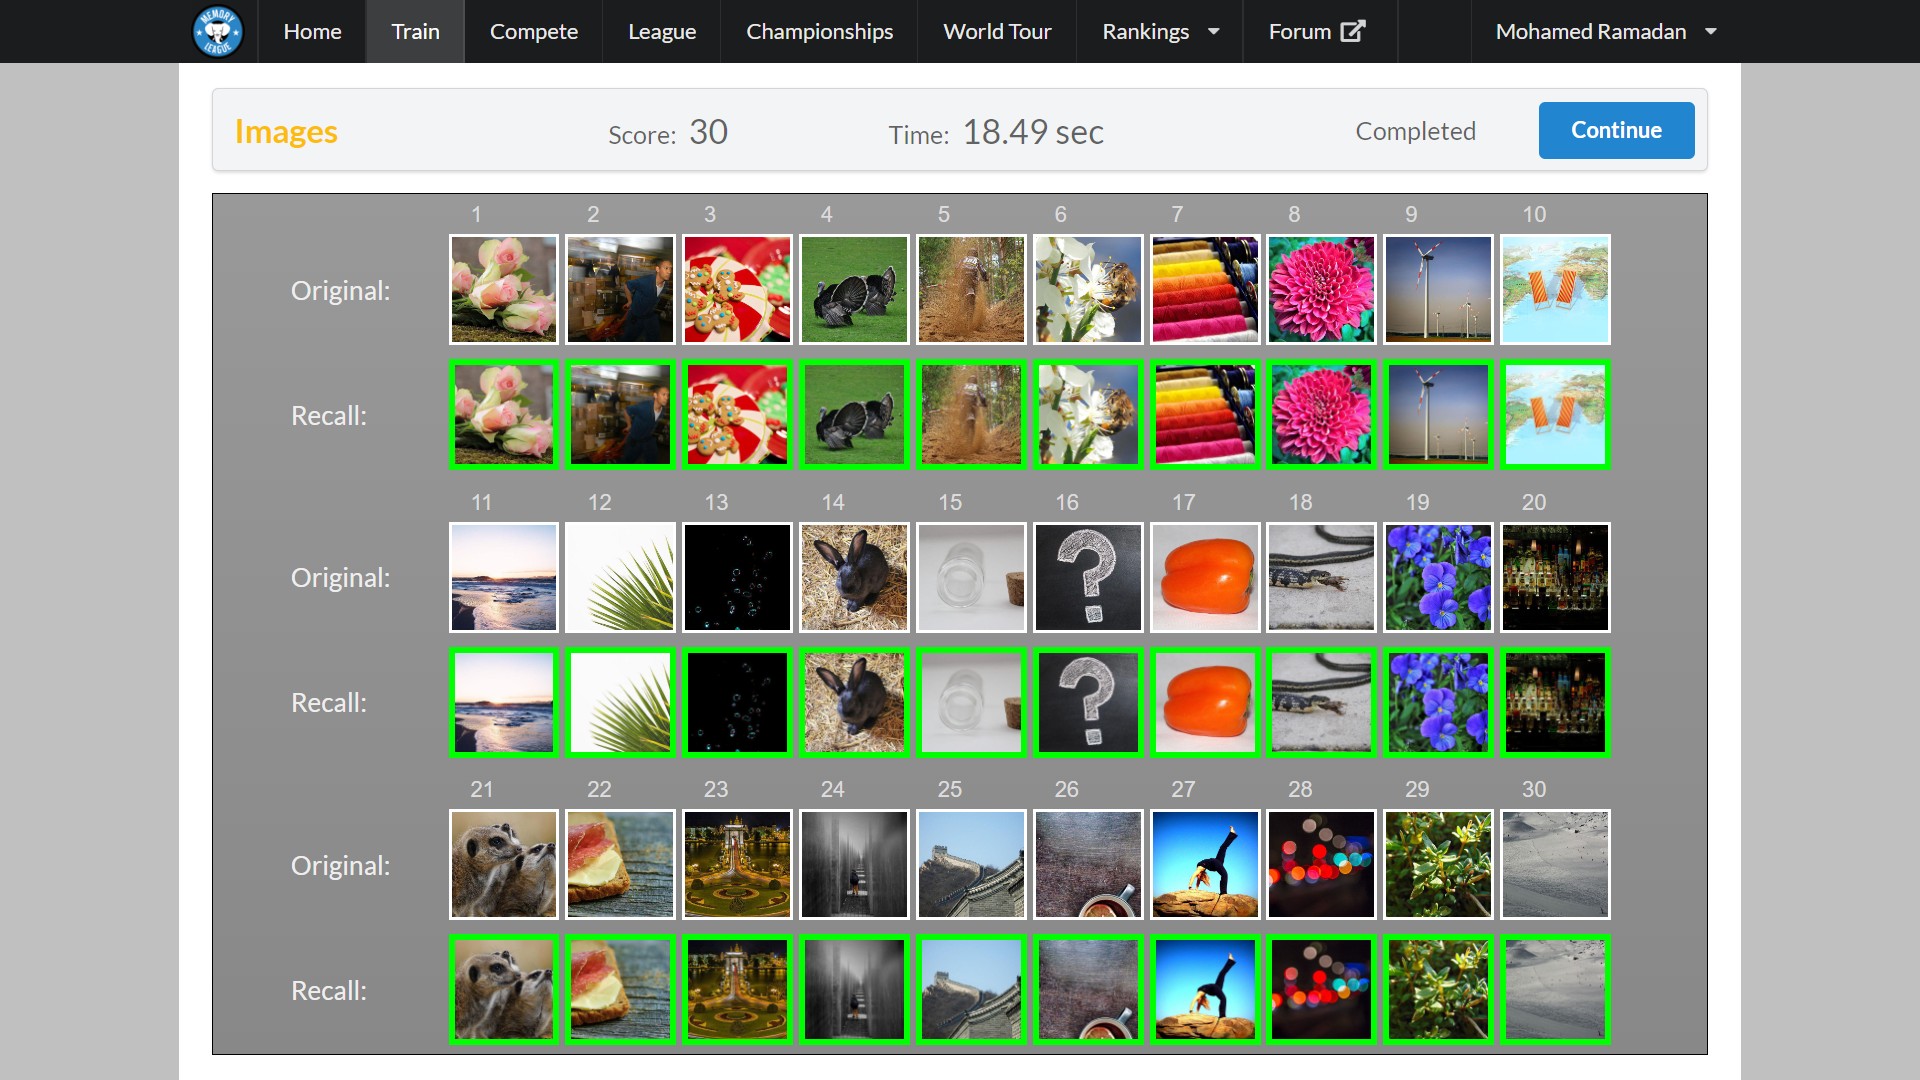 MEMORY LEAGUE Home Train Compete League Championships World Tour Rankings Forum Mohamed Ramadan
Images Score: 30 Time: 18.49 sec Completed Continue
1 2 3 4 5 6 7 8 9 10
Original:
Recall:
11 12 13 14 15 16 17 18 19 20
Original:
?
Recall:
?
21 22 23 24 25 26 27 28 29 30
Original:
Recall: